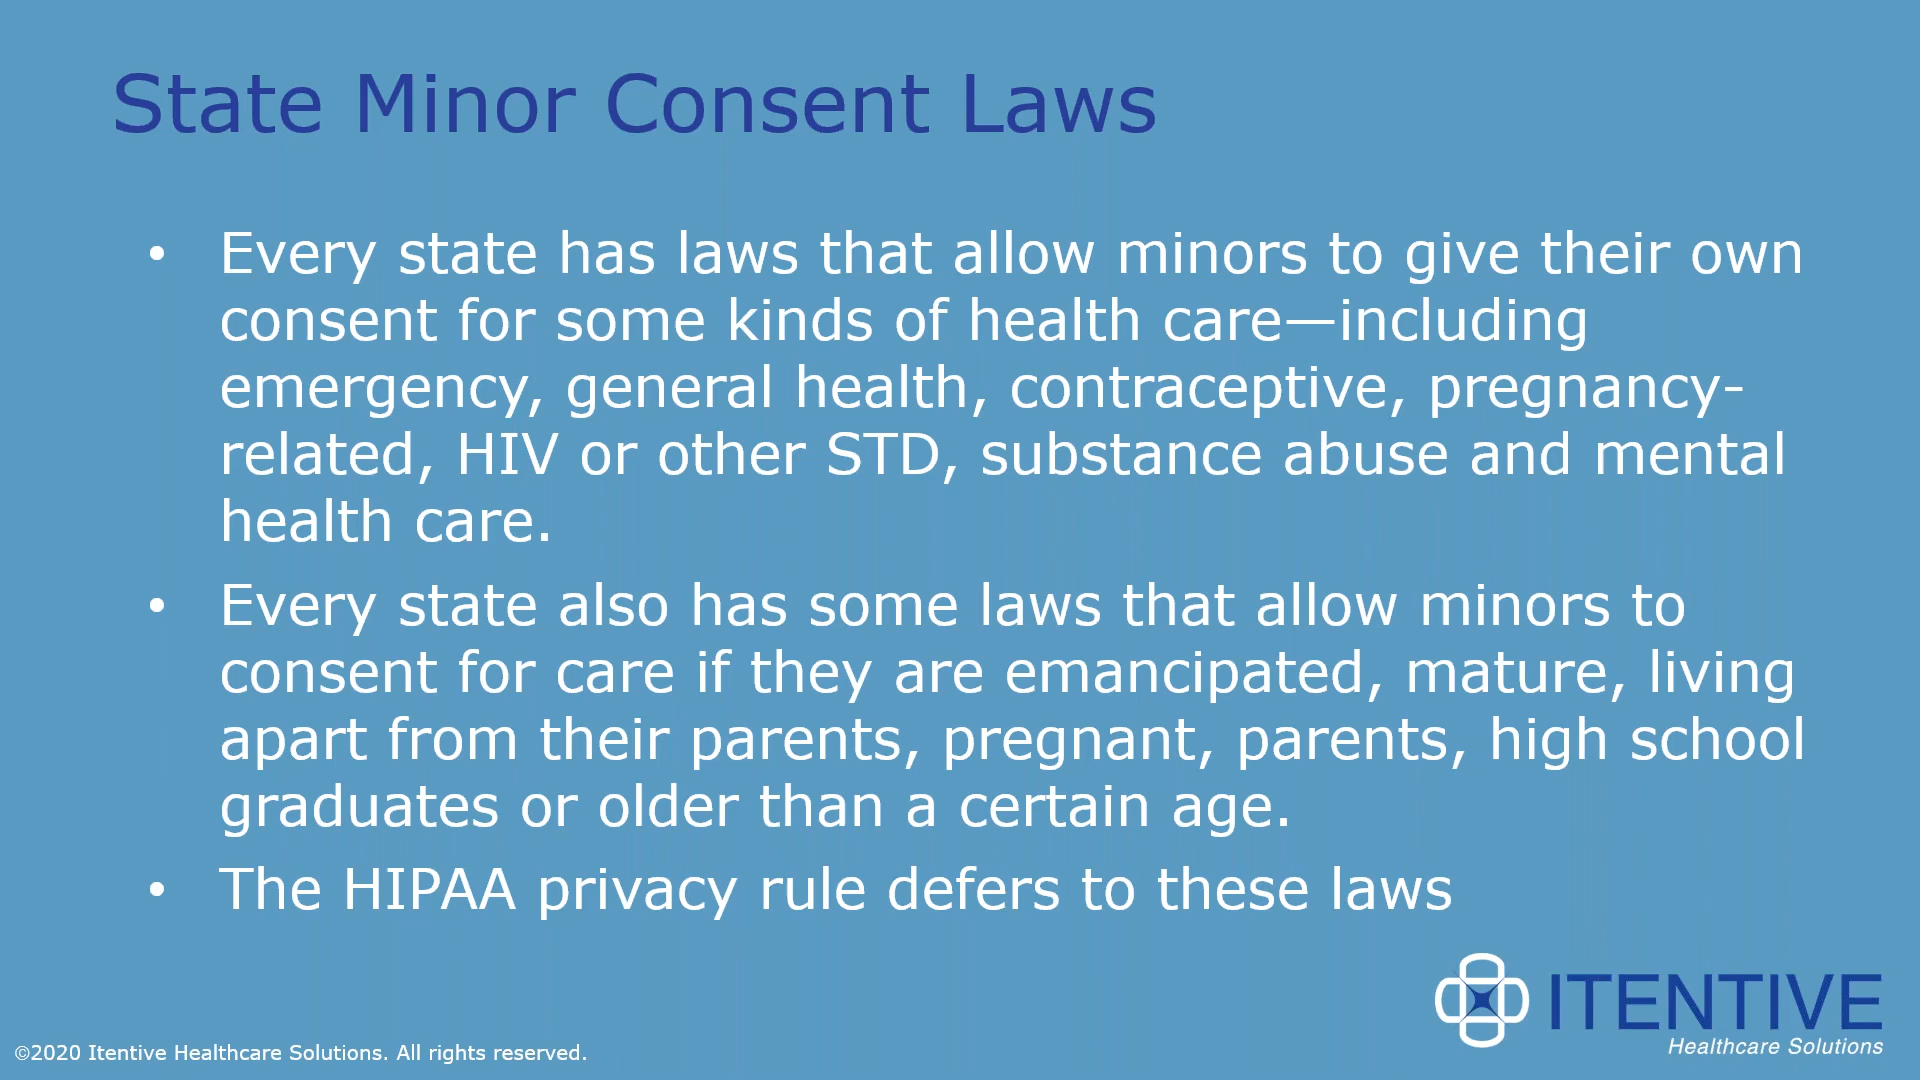 State Minor Consent Laws
• Every state has laws that allow minors to give their own
consent for some kinds of health care—including
emergency, general health, contraceptive, pregnancy-
related, HIV or other STD, substance abuse and mental
health care.
• Every state also has some laws that allow minors to
consent for care if they are emancipated, mature, living
apart from their parents, pregnant, parents, high school
graduates or older than a certain age.
• The HIPAA privacy rule defers to these laws
ITENTIVE
Healthcare Solutions
©2020 Itentive Healthcare Solutions. All rights reserved.